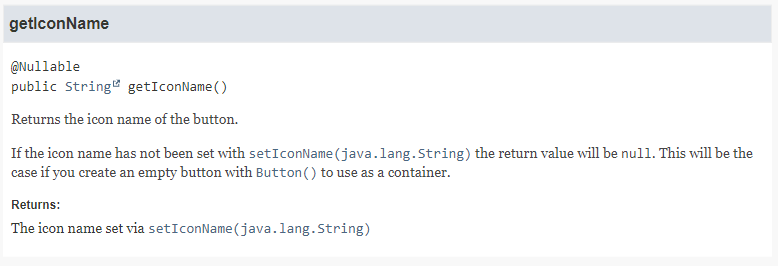 getIconName
@Nullable
public String getIconName()
Returns the icon name of the button.
If the icon name has not been set with setIconName(java.lang.String) the return value will be null. This will be the
case if you create an empty button with Button() to use as a container.
Returns:
The icon name set via setIconName(java.lang.String)